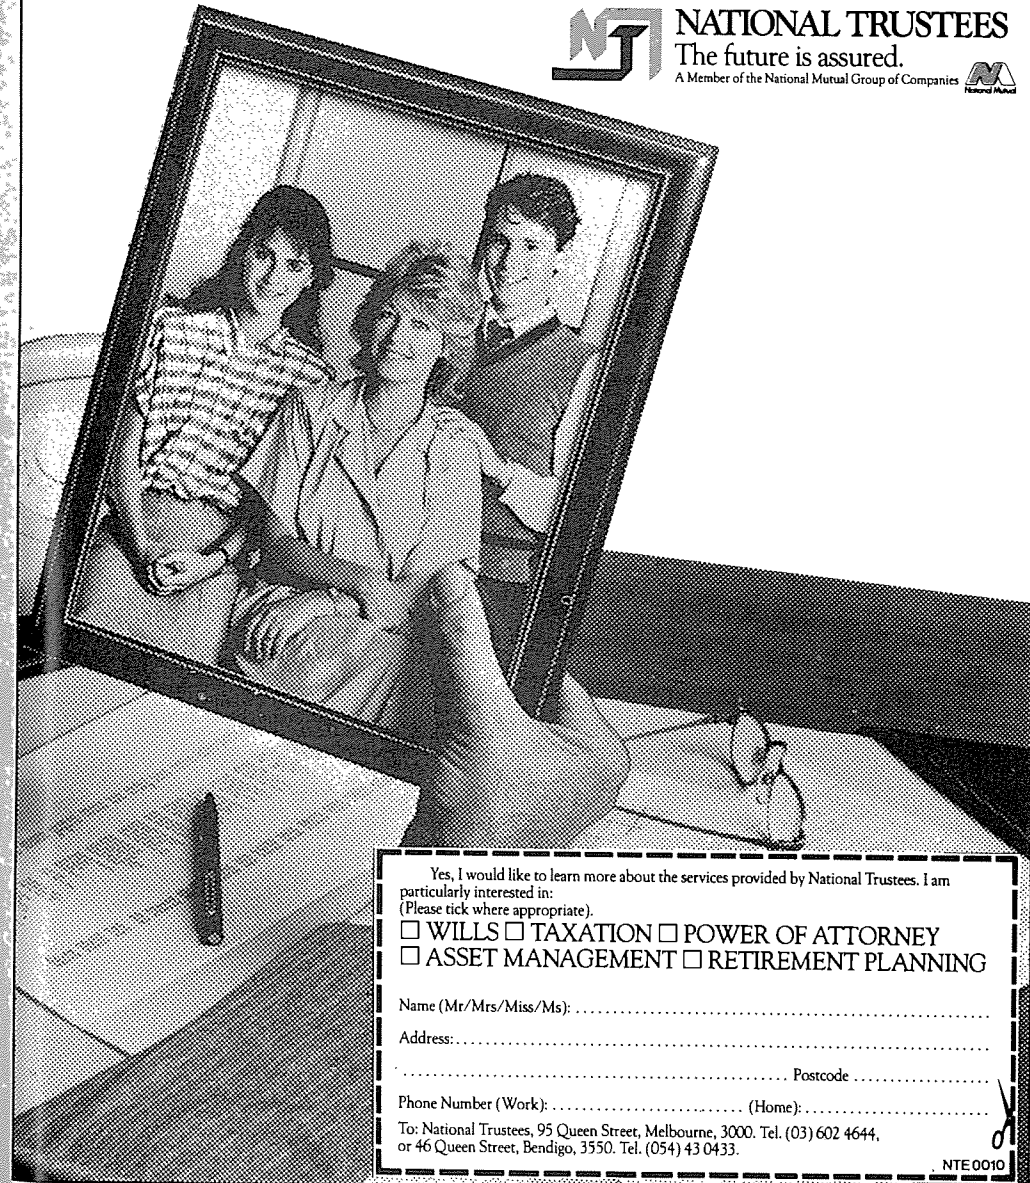 NATIONAL TRUSTEES
The future is assured.
A Member of the National Mutual Group of Companies
National Mutual
Yes, I would like to learn more about the services provided by National Trustees. I am
particularly interested in:
(Please tick where appropriate).
☐ WILLS ☐ TAXATION ☐ POWER OF ATTORNEY
☐ ASSET MANAGEMENT ☐ RETIREMENT PLANNING
Name (Mr/Mrs/Miss/Ms):
Address:
Postcode
Phone Number (Work): (Home):
To: National Trustees, 95 Queen Street, Melbourne, 3000. Tel. (03) 602 4644,
or 46 Queen Street, Bendigo, 3550. Tel. (054) 43 0433.
NTE 0010